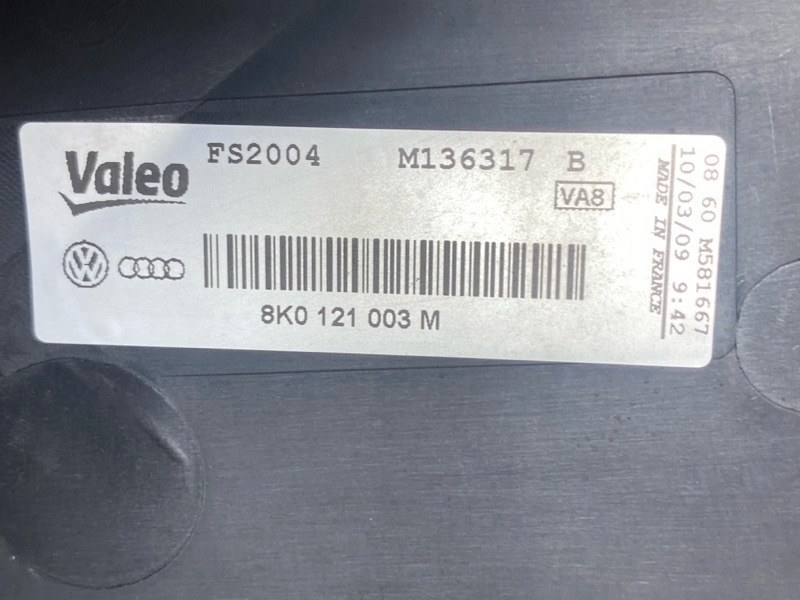 Valeo
FS2004 M136317 B
VA8
8K0 121 003 M
MADE IN FRANCE
10/03/09 9:42
08 60 M581667